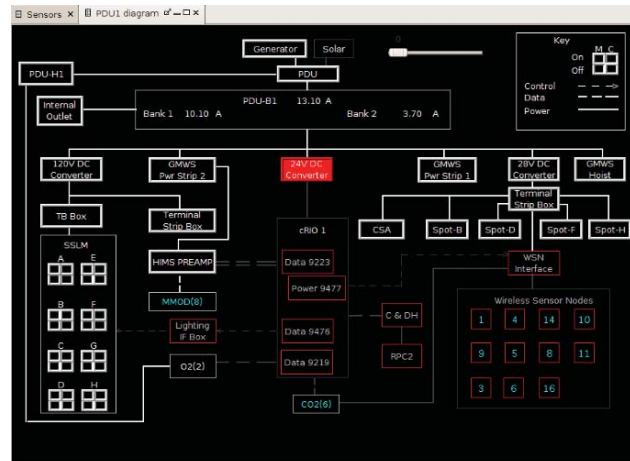 Sensors
PDU1 diagram
Generator
Solar
0
Key
M C
On
Off
Control
Data
Power
PDU-H1
PDU
Internal Outlet
PDU-B1 13.10 A
Bank 1 10.10 A
Bank 2 3.70 A
120V DC Converter
GMWS Pwr Strip 2
24V DC Converter
GMWS Pwr Strip 1
28V DC Converter
GMWS Hoist
TB Box
Terminal Strip Box
Terminal Strip Box
cRIO 1
CSA
Spot-B
Spot-D
Spot-F
Spot-H
SSLM
A E
B F
C G
D H
HIMS PREAMP
Data 9223
Power 9477
WSN Interface
MMOD(8)
Lighting IF Box
Data 9476
C & DH
O2(2)
Data 9219
RPC2
CO2(6)
Wireless Sensor Nodes
1 4 14 10
9 5 8 11
3 6 16